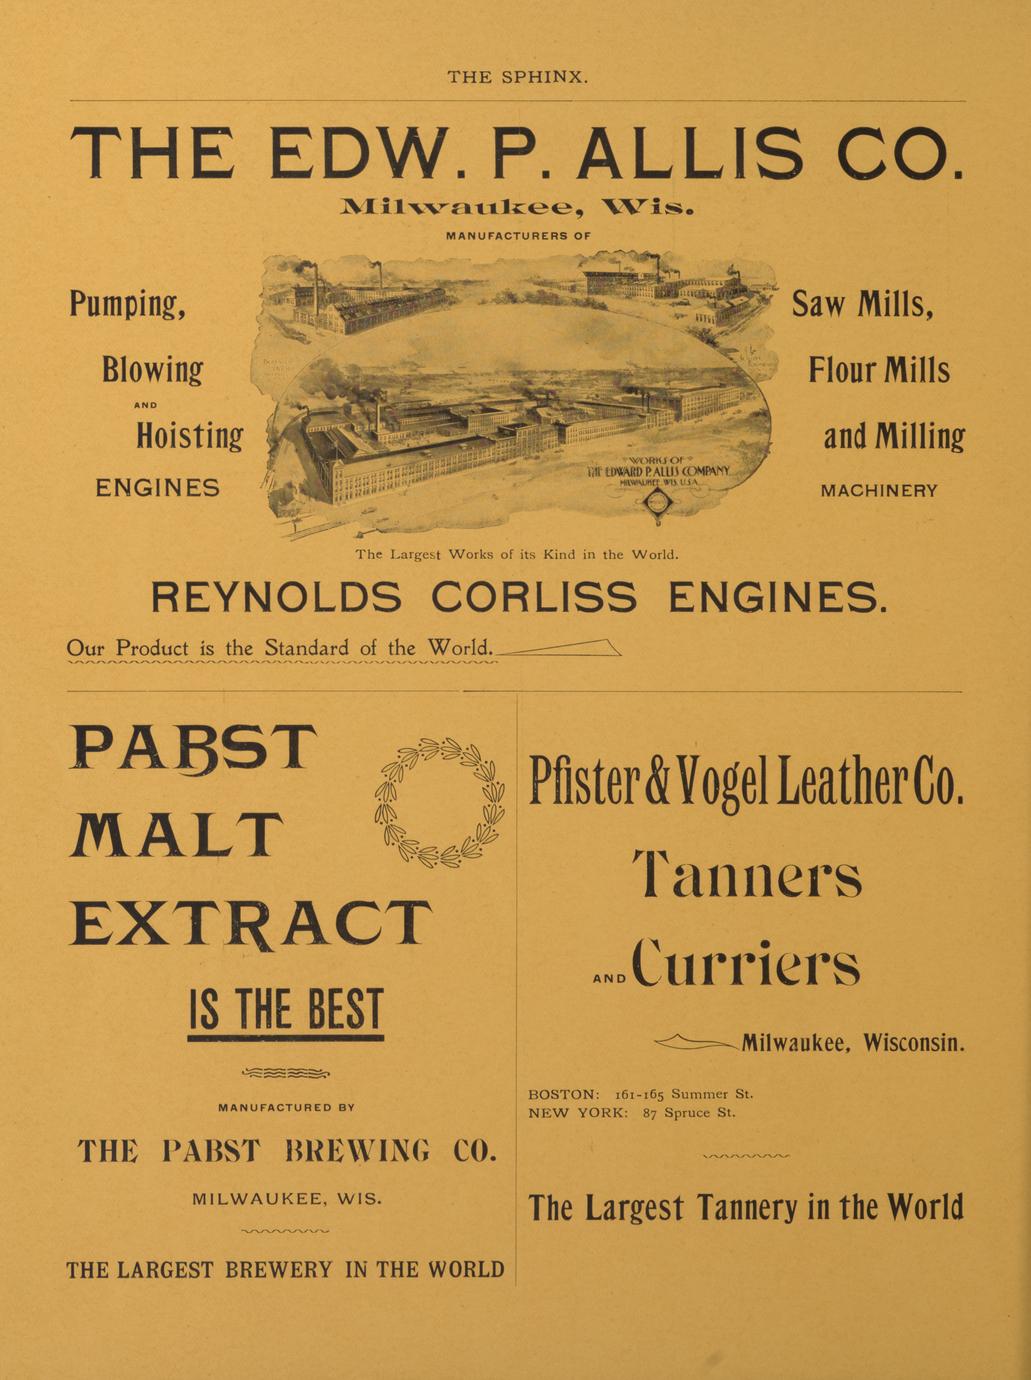 THE SPHINX.
THE EDW. P. ALLIS CO.
Milwaukee, Wis.
MANUFACTURERS OF
Pumping,
Blowing
AND
Hoisting
ENGINES
Saw Mills,
Flour Mills
and Milling
MACHINERY
WORKS OF
THE EDWARD P. ALLIS COMPANY
MILWAUKEE, WIS. U.S.A.
The Largest Works of its Kind in the World.
REYNOLDS CORLISS ENGINES.
Our Product is the Standard of the World.
PABST
MALT
EXTRACT
IS THE BEST
MANUFACTURED BY
THE PABST BREWING CO.
MILWAUKEE, WIS.
THE LARGEST BREWERY IN THE WORLD
Pfister & Vogel Leather Co.
Tanners
AND Curriers
Milwaukee, Wisconsin.
BOSTON: 161-165 Summer St.
NEW YORK: 87 Spruce St.
The Largest Tannery in the World